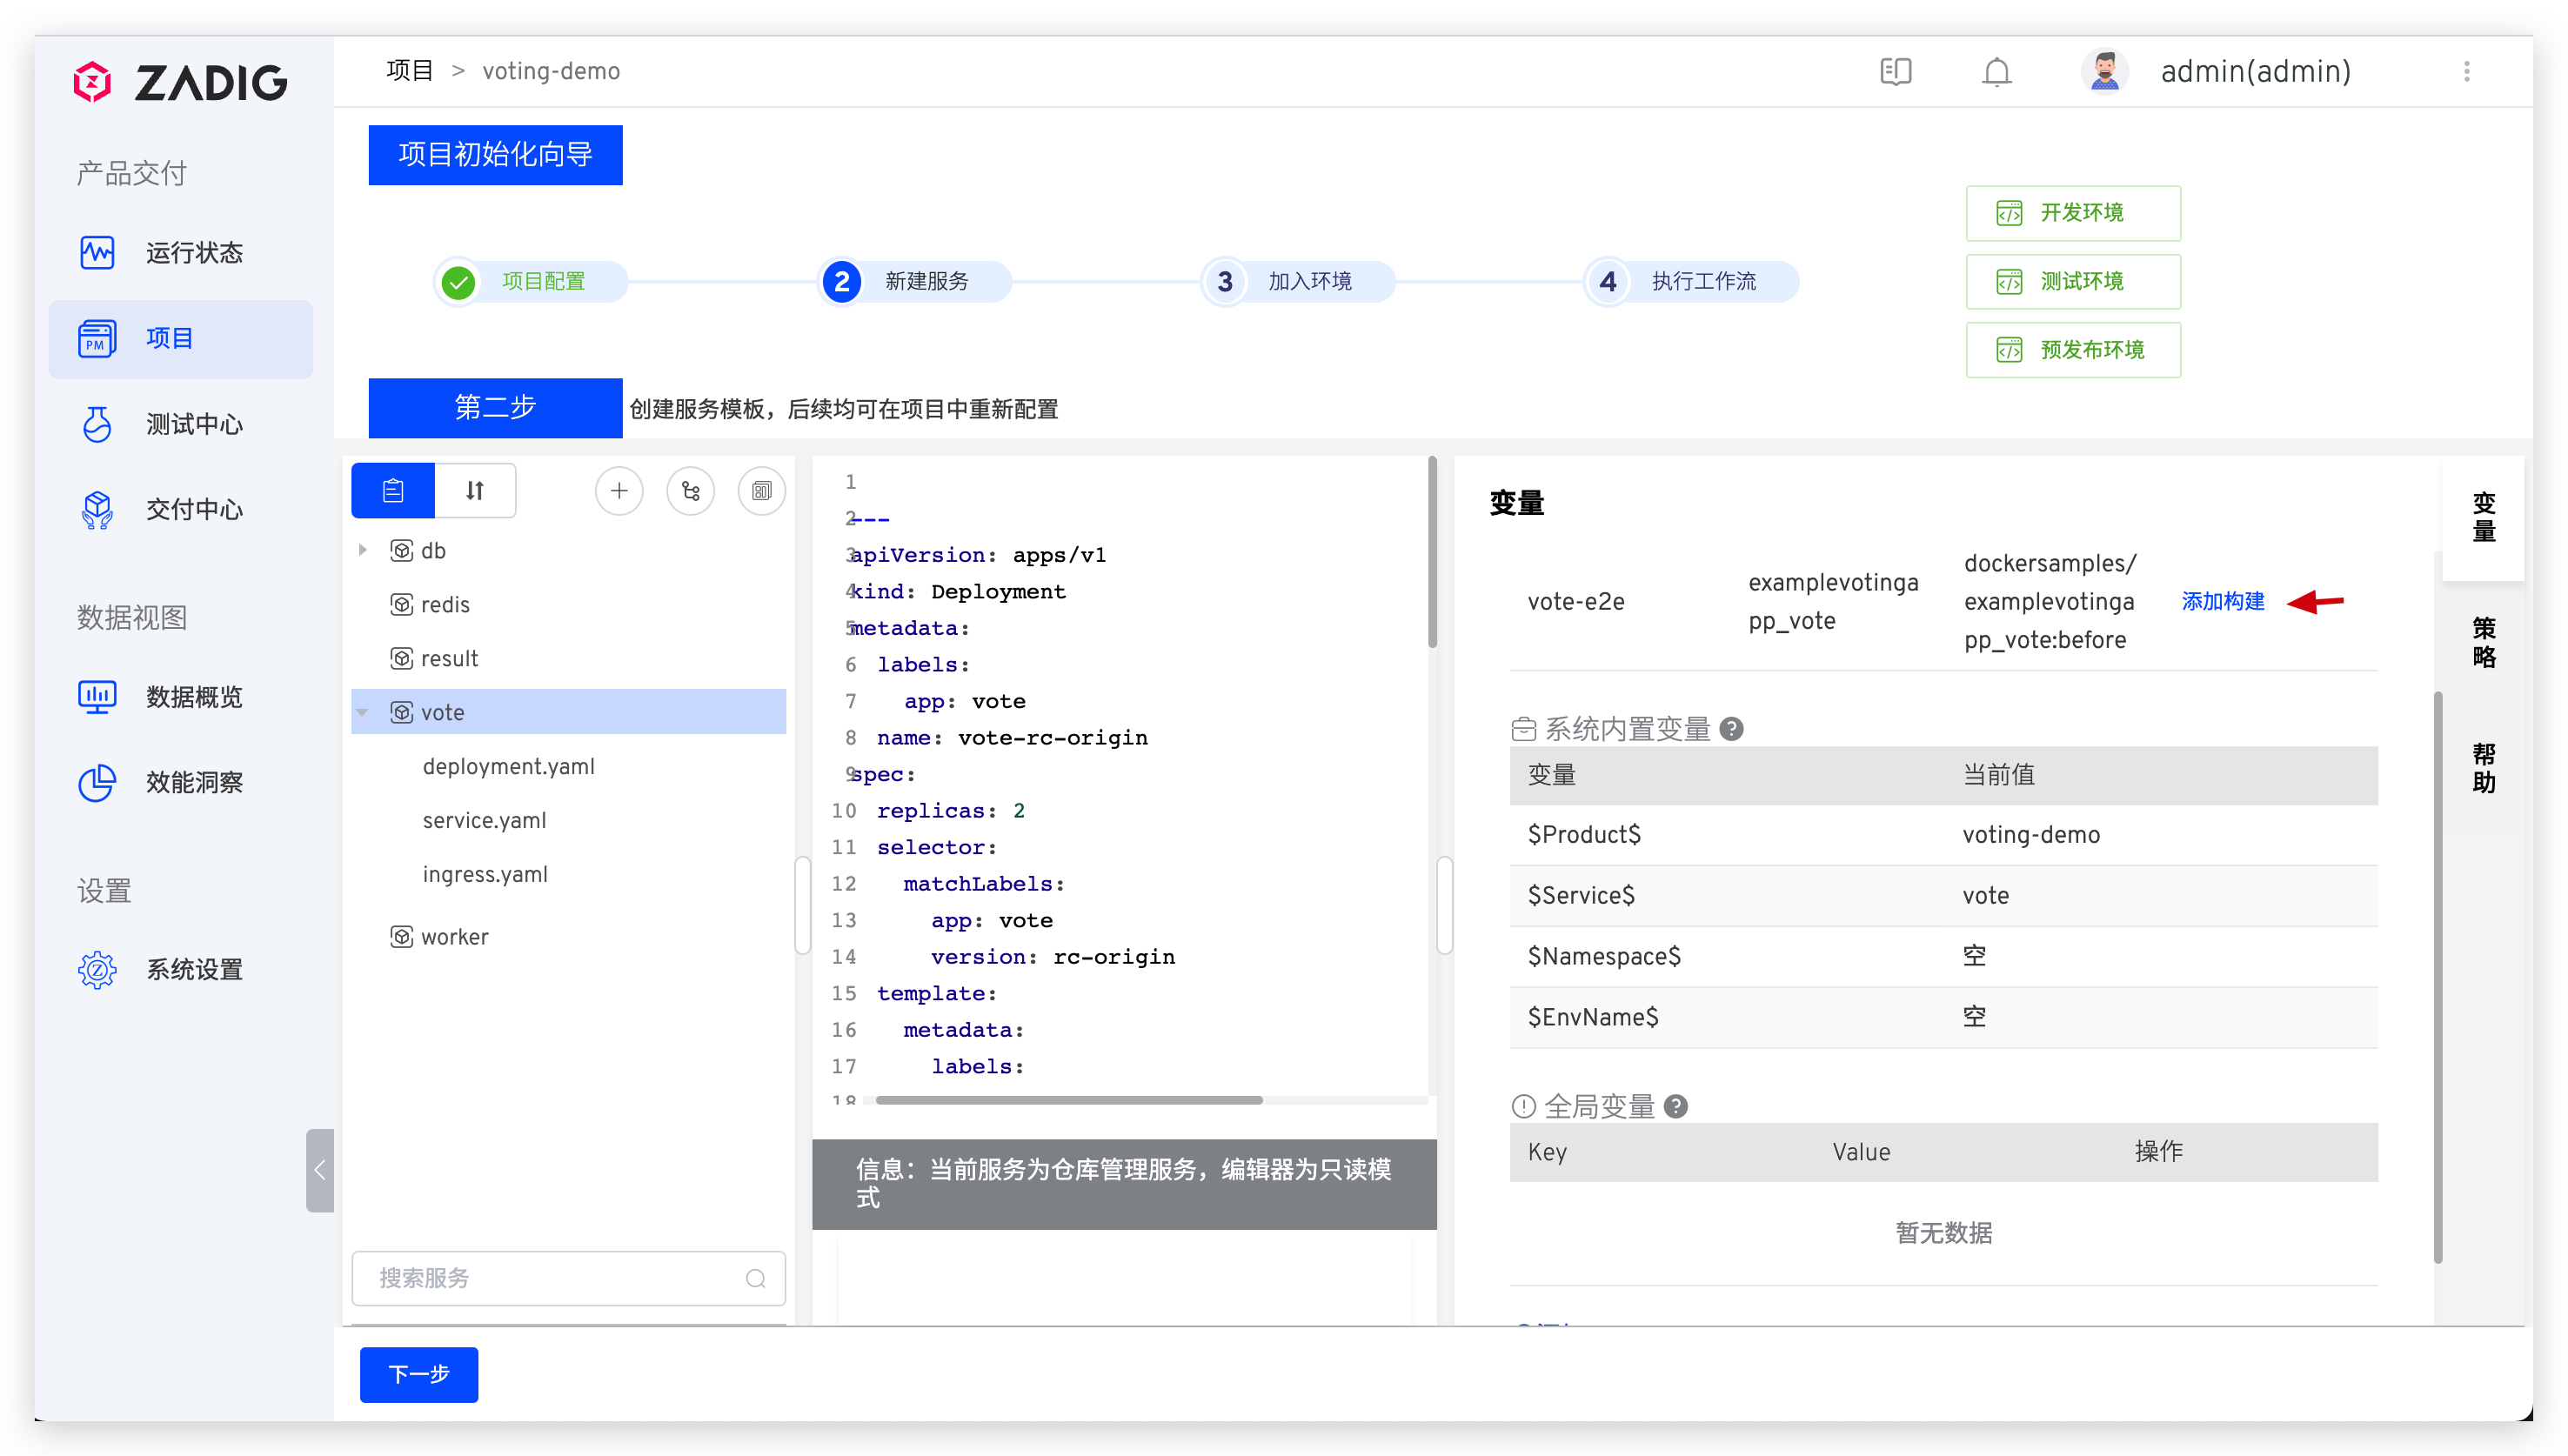 ZADIG
项目 > voting-demo
admin(admin)
产品交付
运行状态
PM
项目
测试中心
交付中心
数据视图
数据概览
效能洞察
设置
系统设置
项目初始化向导
项目配置
2 新建服务
3 加入环境
4 执行工作流
开发环境
测试环境
预发布环境
第二步 创建服务模板，后续均可在项目中重新配置
db
redis
result
vote
deployment.yaml
service.yaml
ingress.yaml
worker
搜索服务
1
2 ---
3 apiVersion: apps/v1
4 kind: Deployment
5 metadata:
6 labels:
7 app: vote
8 name: vote-rc-origin
9 spec:
10 replicas: 2
11 selector:
12 matchLabels:
13 app: vote
14 version: rc-origin
15 template:
16 metadata:
17 labels:
18
信息：当前服务为仓库管理服务，编辑器为只读模
式
变量
vote-e2e
examplevotinga
pp_vote
dockersamples/
examplevotinga
pp_vote:before
添加构建
系统内置变量 ?
变量 当前值
$Product$ voting-demo
$Service$ vote
$Namespace$ 空
$EnvName$ 空
全局变量 ?
Key Value 操作
暂无数据
变量
策略
帮助
下一步